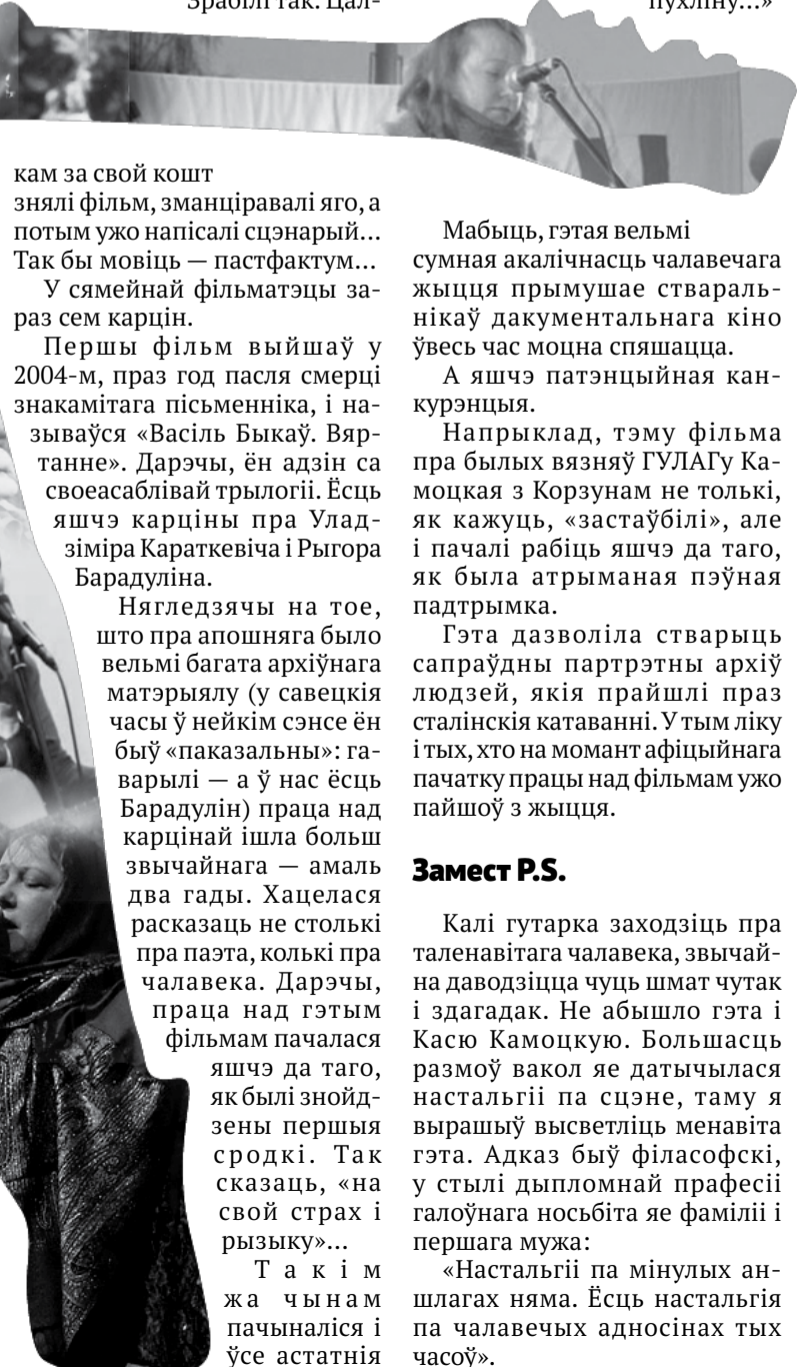 Зрабілі так. Цал-
кам за свой кошт
знялі фільм, зманціравалі яго, а
потым ужо напісалі сцэнарый...
Так бы мовіць — пастфактум...
У сямейнай фільматэцы за-
раз сем карцін.
Першы фільм выйшаў у
2004-м, праз год пасля смерці
знакамітага пісьменніка, і на-
зываўся «Васіль Быкаў. Вяр-
танне». Дарэчы, ён адзін са
своеасаблівай трылогіі. Ёсць
яшчэ карціны пра Улад-
зіміра Караткевіча і Рыгора
Барадуліна.
Нягледзячы на тое,
што пра апошняга было
вельмі багата архіўнага
матэрыялу (у савецкія
часы ў нейкім сэнсе ён
быў «паказальны»: га-
варылі — а ў нас ёсць
Барадулін) праца над
карцінай ішла больш
звычайнага — амаль
два гады. Хацелася
расказаць не столькі
пра паэта, колькі пра
чалавека. Дарэчы,
праца над гэтым
фільмам пачалася
яшчэ да таго,
як былі знойд-
зены першыя
сродкі. Так
сказаць, «на
свой страх і
рызыку»...
Такім
жа чынам
пачыналіся і
ўсе астатнія
пухліну...»
Мабыць, гэтая вельмі
сумная акалічнасць чалавечага
жыцця прымушае стваральнікаў
дакументальнага кіно
ўвесь час моцна спяшацца.
А яшчэ патэнцыйная кан-
курэнцыя.
Напрыклад, тэму фільма
пра былых вязняў ГУЛАГу Ка-
моцкая з Корзунам не толькі,
як кажуць, «застаўбілі», але
і пачалі рабіць яшчэ да таго,
як была атрыманая пэўная
падтрымка.
Гэта дазволіла стварыць
сапраўдны партрэтны архіў
людзей, якія прайшлі праз
сталінскія катаванні. У тым ліку
і тых, хто на момант афіцыйнага
пачатку працы над фільмам ужо
пайшоў з жыцця.
Замест P.S.
Калі гутарка заходзіць пра
таленавітага чалавека, звычай-
на даводзіцца чуць шмат чутак
і здагадак. Не абышло гэта і
Касю Камоцкую. Большасць
размоў вакол яе датычылася
настальгіі па сцэне, таму я
вырашыў высветліць менавіта
гэта. Адказ быў філасофскі,
у стылі дыпломнай прафесіі
галоўнага носьбіта яе фаміліі і
першага мужа:
«Настальгіі па мінулых ан-
шлагах няма. Ёсць настальгія
па чалавечых адносінах тых
часоў».